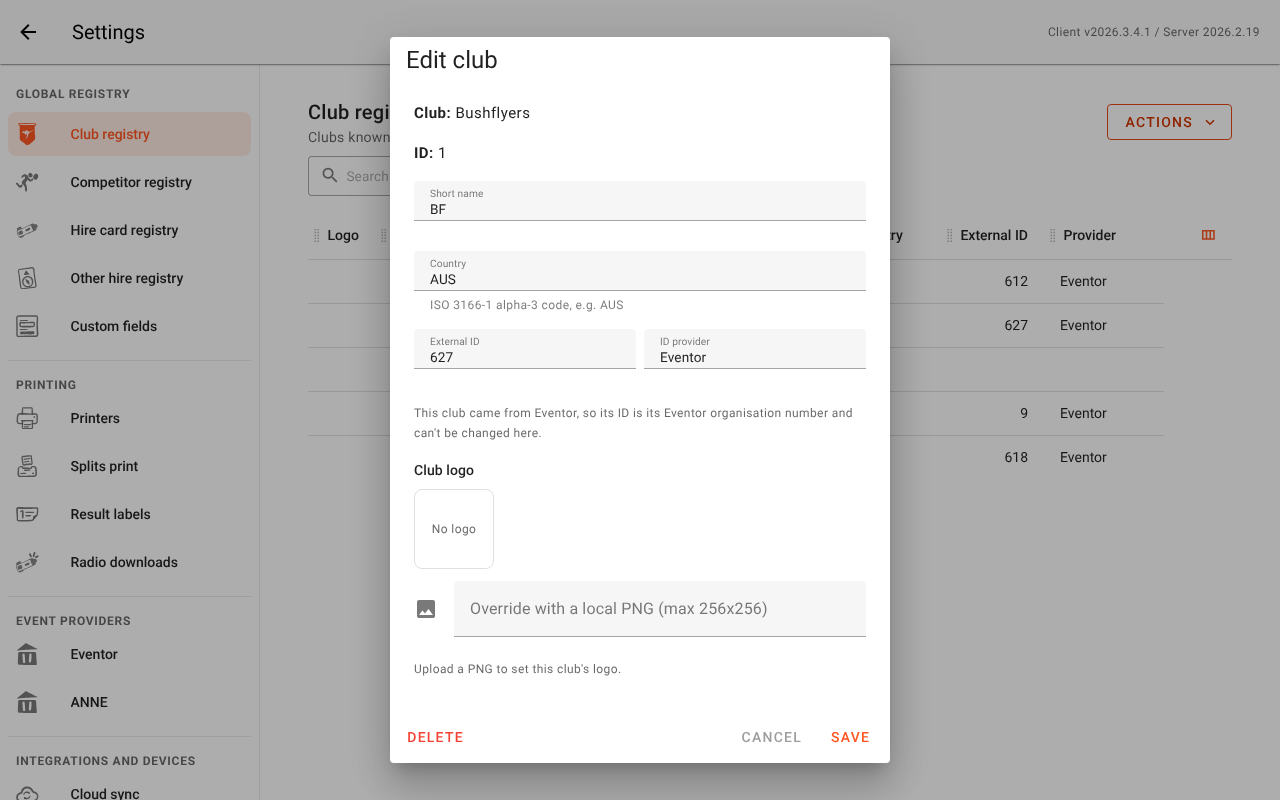 Settings
Client v2026.3.4.1 / Server 2026.2.19
GLOBAL REGISTRY
Club registry
Competitor registry
Hire card registry
Other hire registry
Custom fields
PRINTING
Printers
Splits print
Result labels
Radio downloads
EVENT PROVIDERS
Eventor
ANNE
INTEGRATIONS AND DEVICES
Cloud sync
Club regi
Clubs known
ACTIONS
Search
Logo
ry
External ID
Provider
612
Eventor
627
Eventor
9
Eventor
618
Eventor
Edit club
Club: Bushflyers
ID: 1
Short name
BF
Country
AUS
ISO 3166-1 alpha-3 code, e.g. AUS
External ID
627
ID provider
Eventor
This club came from Eventor, so its ID is its Eventor organisation number and
can't be changed here.
Club logo
No logo
Override with a local PNG (max 256x256)
Upload a PNG to set this club's logo.
DELETE
CANCEL
SAVE